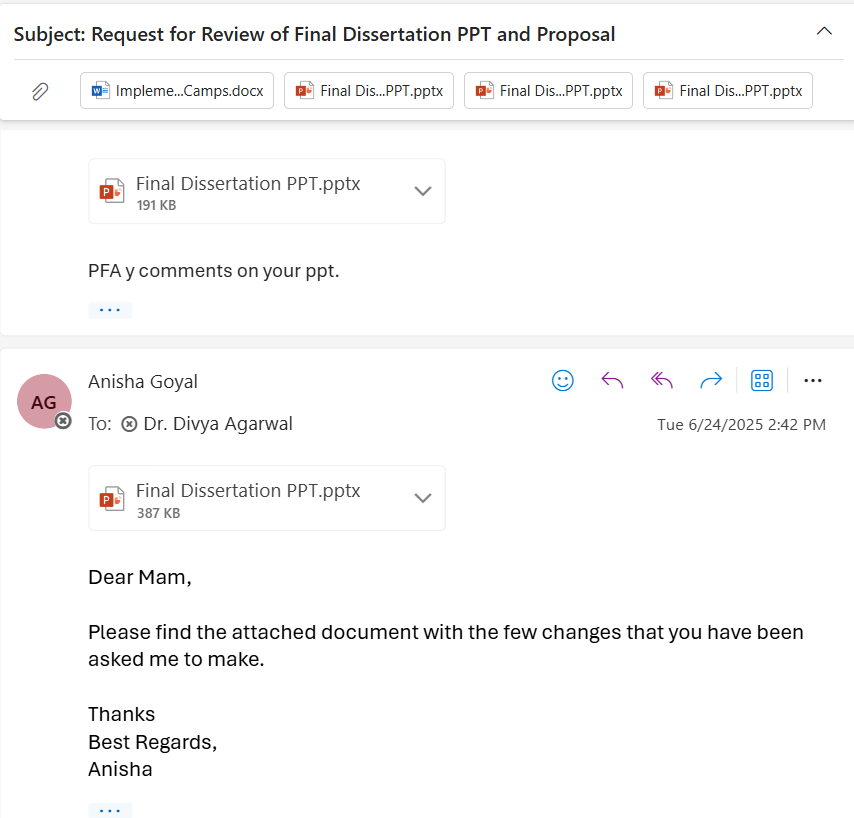 Subject: Request for Review of Final Dissertation PPT and Proposal
Impleme...Camps.docx
Final Dis...PPT.pptx
Final Dis...PPT.pptx
Final Dis...PPT.pptx
Final Dissertation PPT.pptx
191 KB
PFA y comments on your ppt.
Anisha Goyal
AG
To: Dr. Divya Agarwal
Tue 6/24/2025 2:42 PM
Final Dissertation PPT.pptx
387 KB
Dear Mam,
Please find the attached document with the few changes that you have been
asked me to make.
Thanks
Best Regards,
Anisha